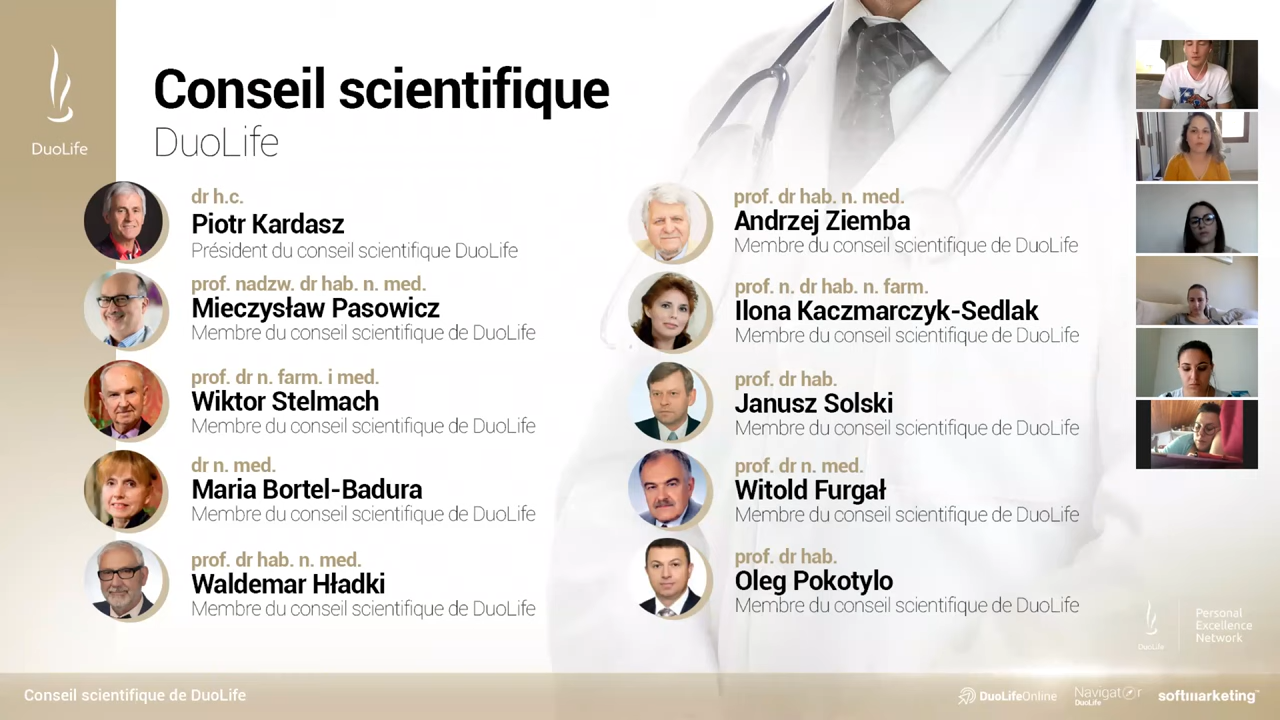 DuoLife
Conseil scientifique
DuoLife
dr h.c.
Piotr Kardasz
Président du conseil scientifique DuoLife
prof. nadzw. dr hab. n. med.
Mieczysław Pasowicz
Membre du conseil scientifique de DuoLife
prof. dr n. farm. i med.
Wiktor Stelmach
Membre du conseil scientifique de DuoLife
dr n. med.
Maria Bortel-Badura
Membre du conseil scientifique de DuoLife
prof. dr hab. n. med.
Waldemar Hładki
Membre du conseil scientifique de DuoLife
prof. dr hab. n. med.
Andrzej Ziemba
Membre du conseil scientifique de DuoLife
prof. n. dr hab. n. farm.
Ilona Kaczmarczyk-Sedlak
Membre du conseil scientifique de DuoLife
prof. dr hab.
Janusz Solski
Membre du conseil scientifique de DuoLife
prof. dr n. med.
Witold Furgał
Membre du conseil scientifique de DuoLife
prof. dr hab.
Oleg Pokotylo
Membre du conseil scientifique de DuoLife
DuoLife
Personal
Excellence
Network
Conseil scientifique de DuoLife
DuoLifeOnline
Navigator
DuoLife
softmarketing™